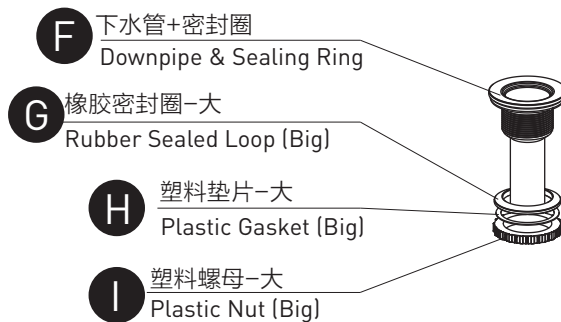 F 下水管+密封圈
Downpipe & Sealing Ring
G 橡胶密封圈–大
Rubber Sealed Loop (Big)
H 塑料垫片–大
Plastic Gasket (Big)
I 塑料螺母–大
Plastic Nut (Big)